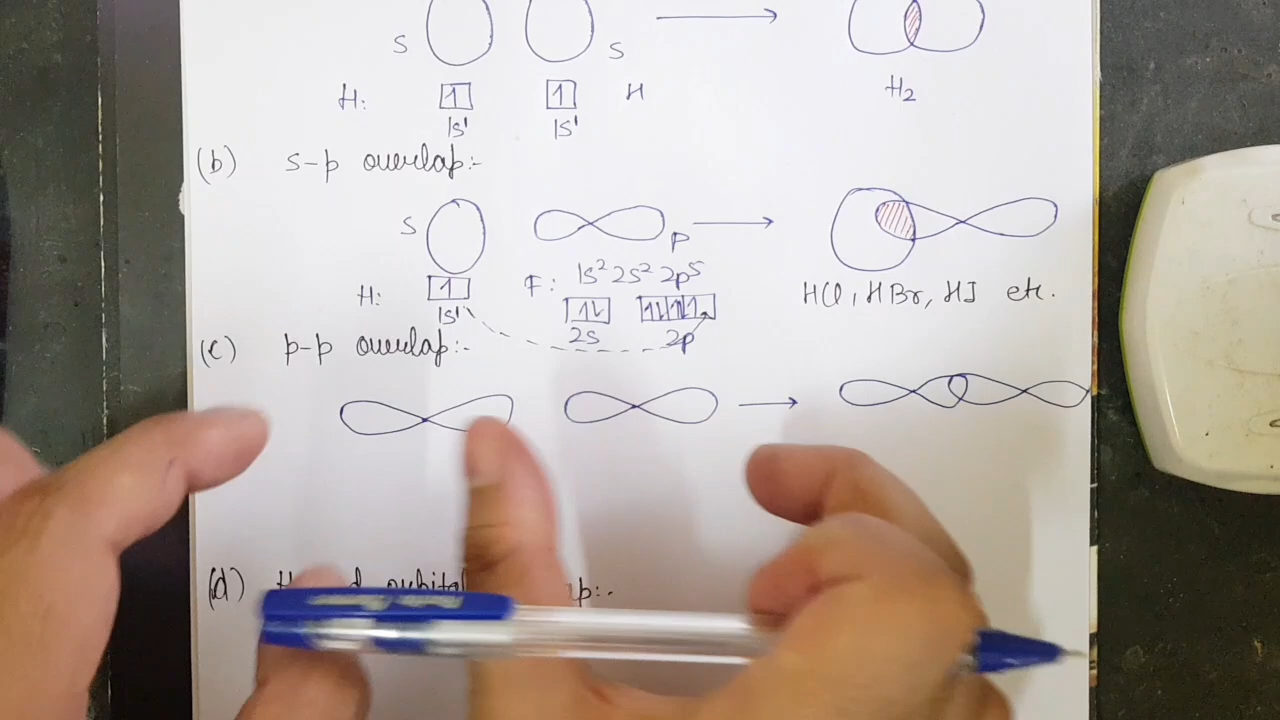 S S
H: 1 1 H H2
1s¹ 1s¹
(b) s-p overlap:-
S P
F: 1s² 2s² 2p⁵
H: 1 1⇂ 1⇂ 1⇂ 1 HCl, HBr, HI etc.
1s¹ 2s 2p
(c) p-p overlap:-
(d)